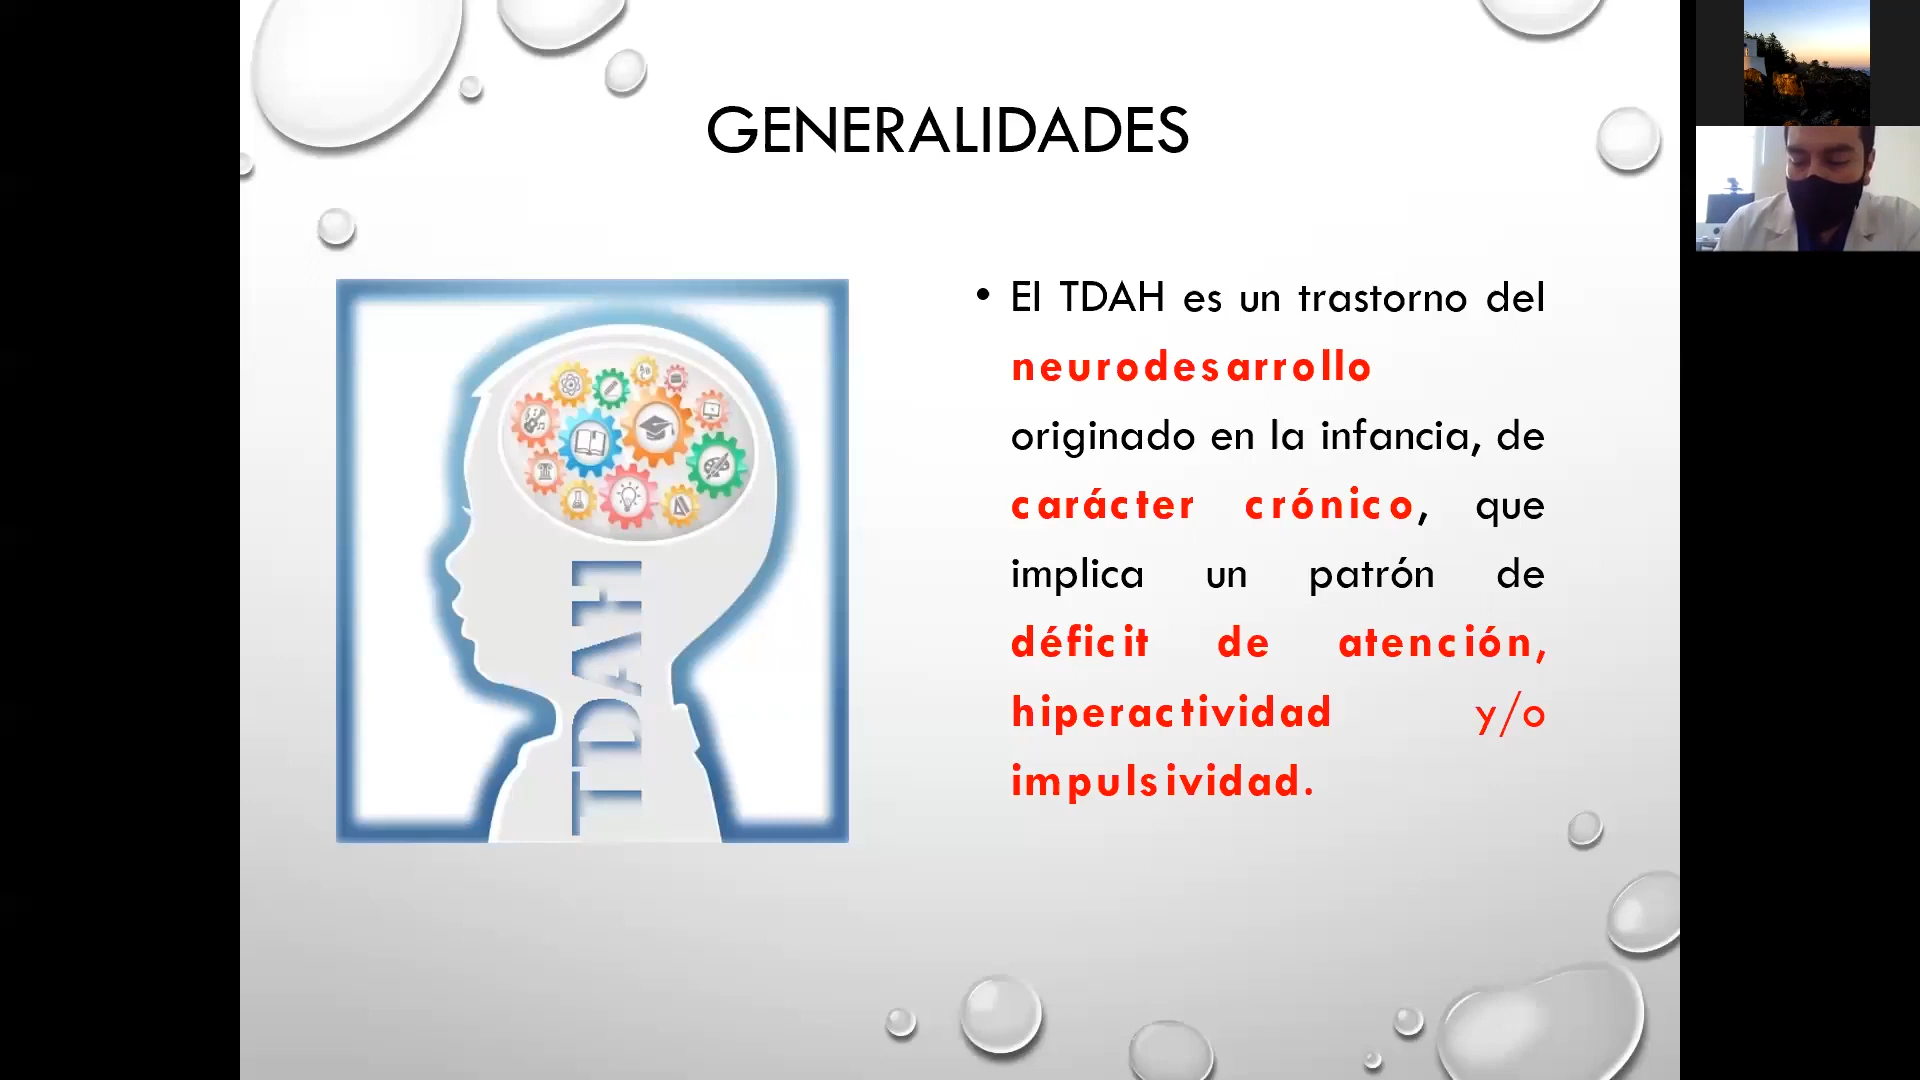 GENERALIDADES
• El TDAH es un trastorno del
neurodesarrollo
originado en la infancia, de
carácter crónico, que
implica un patrón de
déficit de atención,
hiperactividad y/o
impulsividad.
TDAH